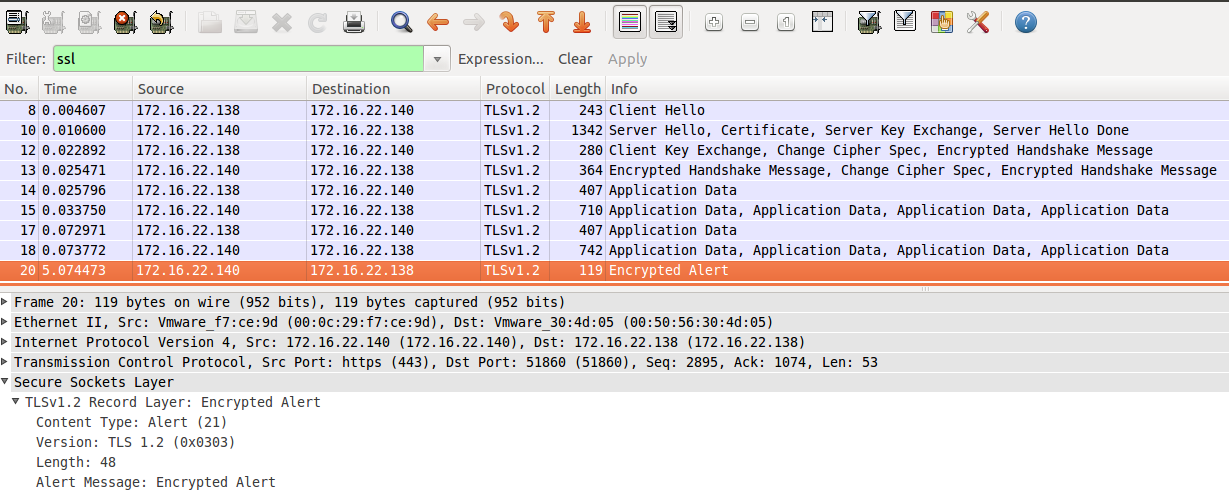 Filter: ssl Expression... Clear Apply
No. Time Source Destination Protocol Length Info
8 0.004607 172.16.22.138 172.16.22.140 TLSv1.2 243 Client Hello
10 0.010600 172.16.22.140 172.16.22.138 TLSv1.2 1342 Server Hello, Certificate, Server Key Exchange, Server Hello Done
12 0.022892 172.16.22.138 172.16.22.140 TLSv1.2 280 Client Key Exchange, Change Cipher Spec, Encrypted Handshake Message
13 0.025471 172.16.22.140 172.16.22.138 TLSv1.2 364 Encrypted Handshake Message, Change Cipher Spec, Encrypted Handshake Message
14 0.025796 172.16.22.138 172.16.22.140 TLSv1.2 407 Application Data
15 0.033750 172.16.22.140 172.16.22.138 TLSv1.2 710 Application Data, Application Data, Application Data, Application Data
17 0.072971 172.16.22.138 172.16.22.140 TLSv1.2 407 Application Data
18 0.073772 172.16.22.140 172.16.22.138 TLSv1.2 742 Application Data, Application Data, Application Data, Application Data
20 5.074473 172.16.22.140 172.16.22.138 TLSv1.2 119 Encrypted Alert
Frame 20: 119 bytes on wire (952 bits), 119 bytes captured (952 bits)
Ethernet II, Src: Vmware_f7:ce:9d (00:0c:29:f7:ce:9d), Dst: Vmware_30:4d:05 (00:50:56:30:4d:05)
Internet Protocol Version 4, Src: 172.16.22.140 (172.16.22.140), Dst: 172.16.22.138 (172.16.22.138)
Transmission Control Protocol, Src Port: https (443), Dst Port: 51860 (51860), Seq: 2895, Ack: 1074, Len: 53
Secure Sockets Layer
TLSv1.2 Record Layer: Encrypted Alert
Content Type: Alert (21)
Version: TLS 1.2 (0x0303)
Length: 48
Alert Message: Encrypted Alert